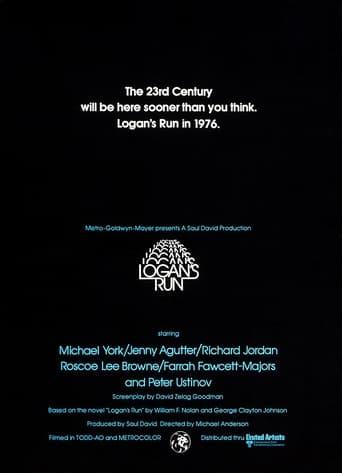 The 23rd Century
will be here sooner than you think.
Logan's Run in 1976.
Metro-Goldwyn-Mayer presents A Saul David Production
LOGAN'S
RUN
starring
Michael York/Jenny Agutter/Richard Jordan
Roscoe Lee Browne/Farrah Fawcett-Majors
and Peter Ustinov
Screenplay by David Zelag Goodman
Based on the novel "Logan's Run" by William F. Nolan and George Clayton Johnson
Produced by Saul David Directed by Michael Anderson
Filmed in TODD-AO and METROCOLOR
Distributed thru United Artists